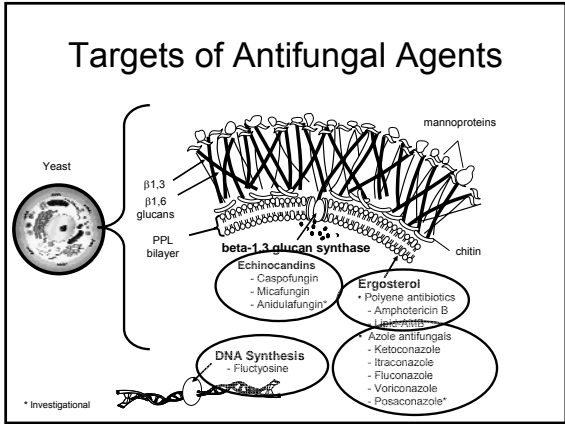 Targets of Antifungal Agents
mannoproteins
Yeast
β1,3
β1,6
glucans
PPL
bilayer
beta-1,3 glucan synthase
chitin
Echinocandins
- Caspofungin
- Micafungin
- Anidulafungin*
Ergosterol
* Polyene antibiotics
- Amphotericin B
- Lipid AMB
* Azole antifungals
- Ketoconazole
- Itraconazole
- Fluconazole
- Voriconazole
- Posaconazole*
DNA Synthesis
- Fluctyosine
* Investigational